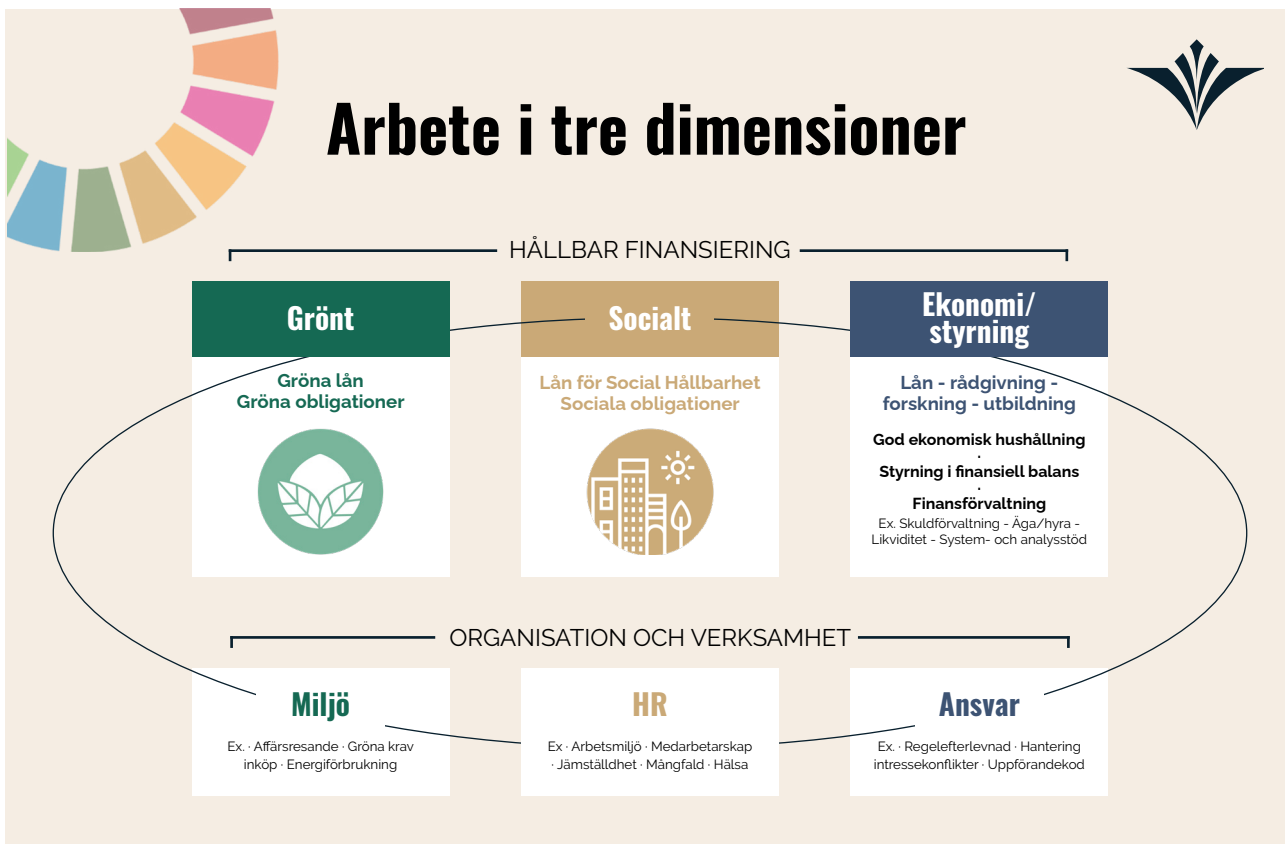 Arbete i tre dimensioner
HÅLLBAR FINANSIERING
Grönt
Gröna lån
Gröna obligationer
Socialt
Lån för Social Hållbarhet
Sociala obligationer
Ekonomi/
styrning
Lån - rådgivning -
forskning - utbildning
God ekonomisk hushållning
·
Styrning i finansiell balans
·
Finansförvaltning
Ex. Skuldförvaltning - Äga/hyra -
Likviditet - System- och analysstöd
ORGANISATION OCH VERKSAMHET
Miljö
Ex. · Affärsresande · Gröna krav
inköp · Energiförbrukning
HR
Ex · Arbetsmiljö · Medarbetarskap
· Jämställdhet · Mångfald · Hälsa
Ansvar
Ex. · Regelefterlevnad · Hantering
intressekonflikter · Uppförandekod